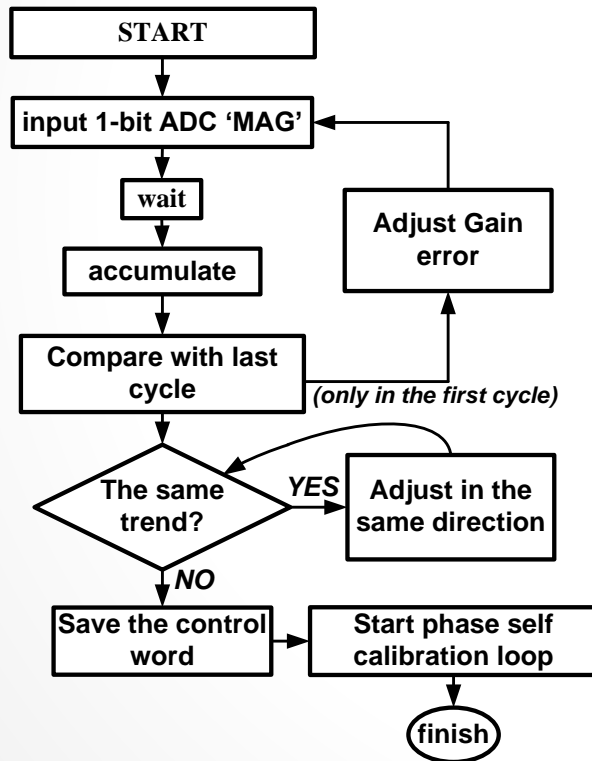 START
input 1-bit ADC ‘MAG’
wait
accumulate
Adjust Gain
error
Compare with last
cycle
(only in the first cycle)
The same
trend?
YES
Adjust in the
same direction
NO
Save the control
word
Start phase self
calibration loop
finish